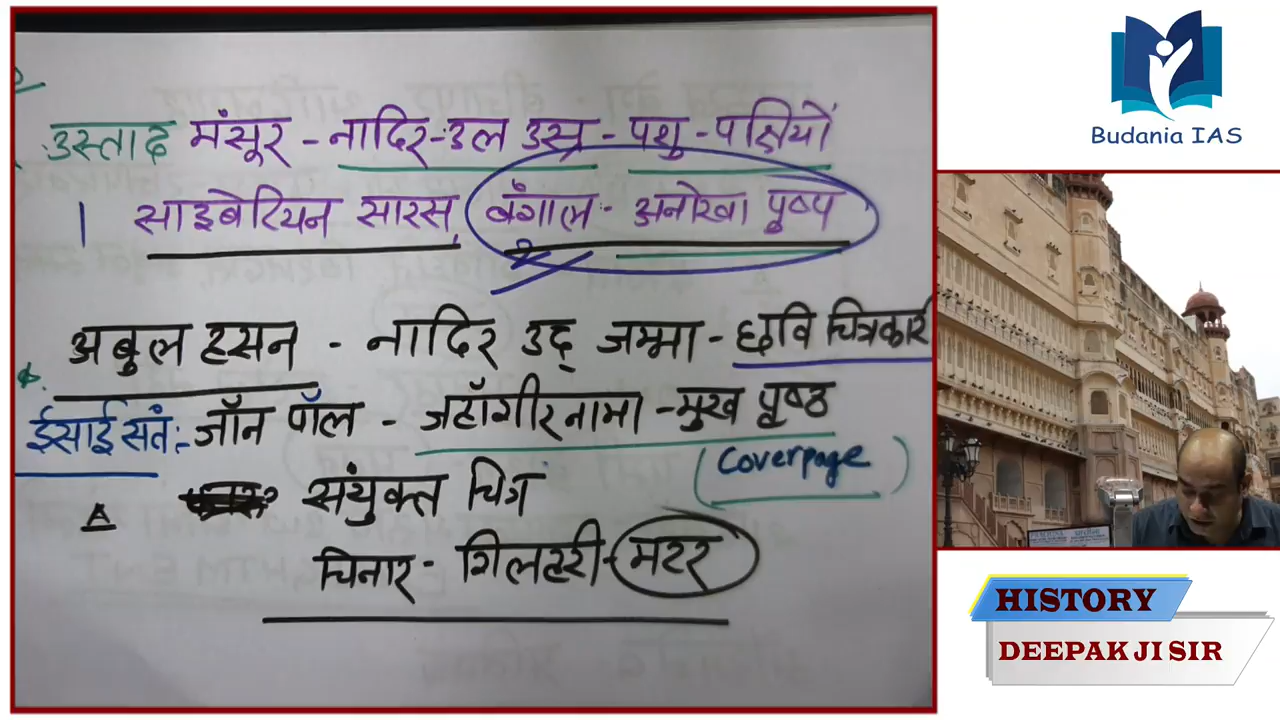 उस्ताद मंसूर - नादिर-उल उस्र - पशु-पक्षियों
साइबेरियन सारस, बंगाल - अनोखा पुष्प
अबुल हसन - नादिर उद् जम्मा - छवि चित्रकार
ईसाई संत:- जॉन पॉल - जहाँगीरनामा - मुख पृष्ठ
(Coverpage)
संयुक्त चित्र
चिनार - गिलहरी - मटर
Budania IAS
HISTORY
DEEPAK JI SIR